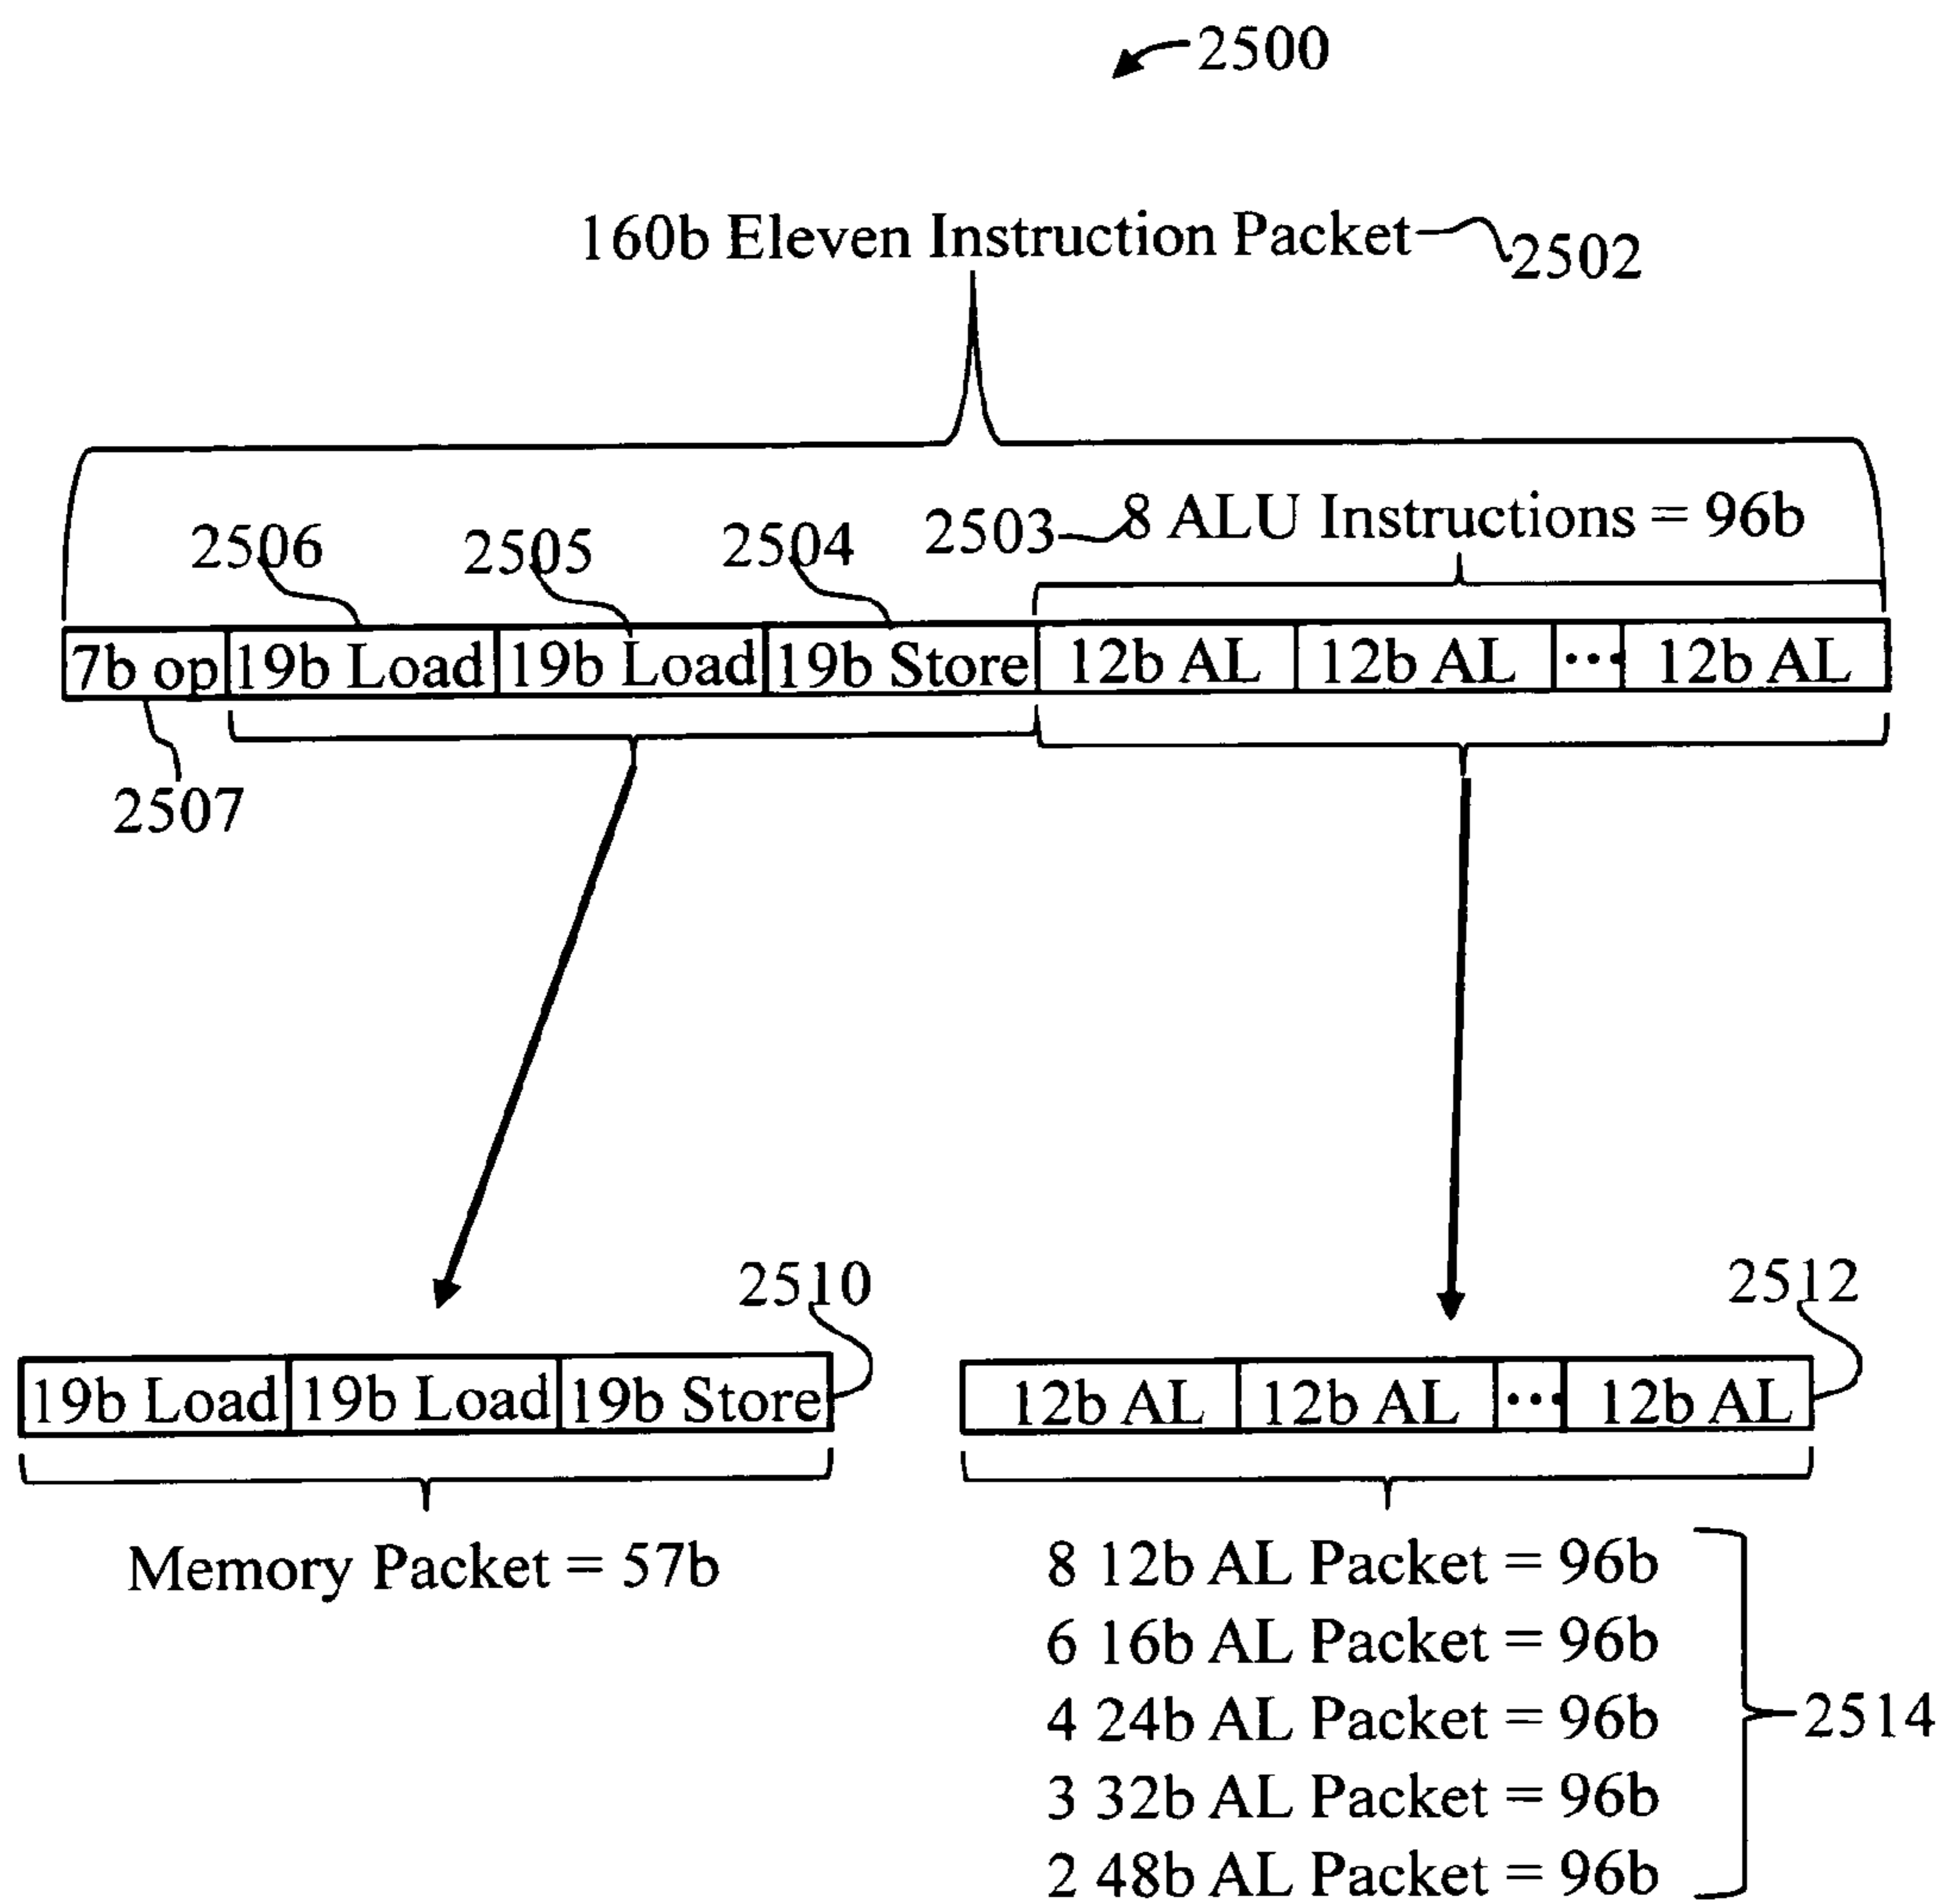 2500
160b Eleven Instruction Packet 2502
2503 8 ALU Instructions = 96b
2506 2505 2504
7b op 19b Load 19b Load 19b Store 12b AL 12b AL ••• 12b AL
2507
2510 2512
19b Load 19b Load 19b Store 12b AL 12b AL ••• 12b AL
Memory Packet = 57b
8 12b AL Packet = 96b
6 16b AL Packet = 96b
4 24b AL Packet = 96b
3 32b AL Packet = 96b
2 48b AL Packet = 96b
2514